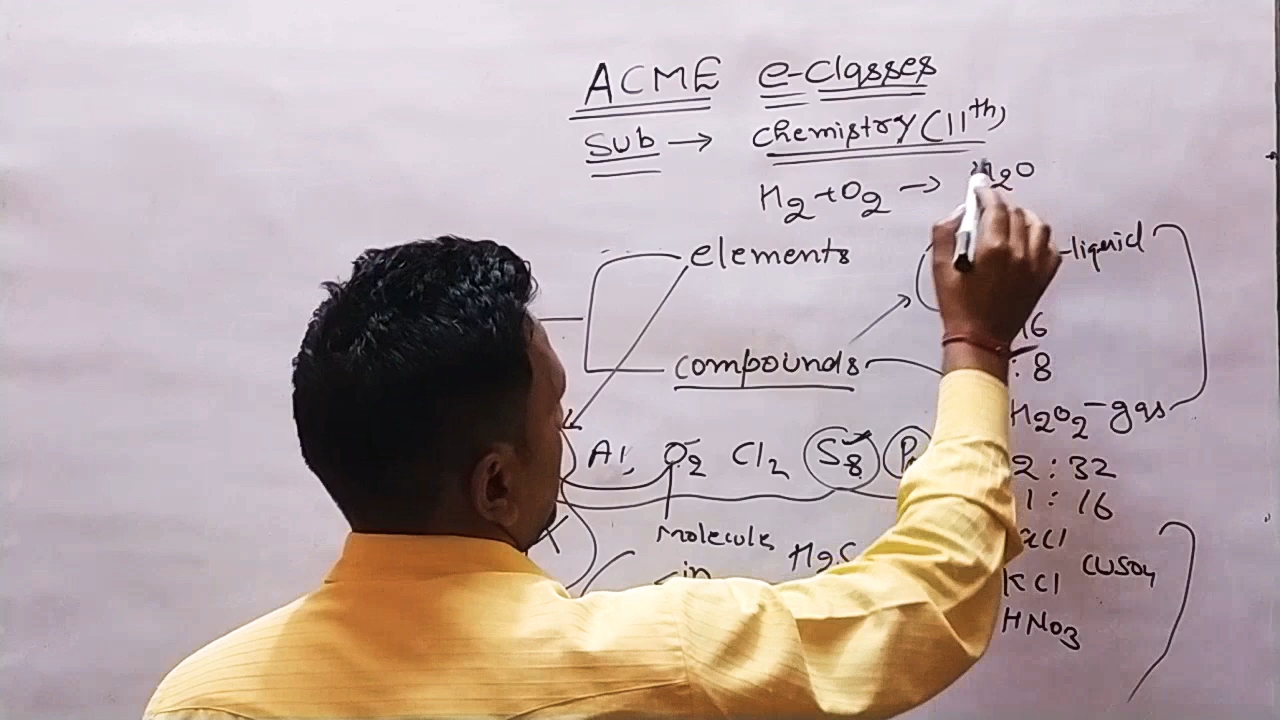 ACME e-classes
Sub → chemistry (11th)
H2 + O2 → H2O
elements
-liquid
16
compounds
: 8
H2O2 - gas
Al, O2 Cl2 S8
2 : 32
1 : 16
molecule
in
KCl CuSO4
HNO3